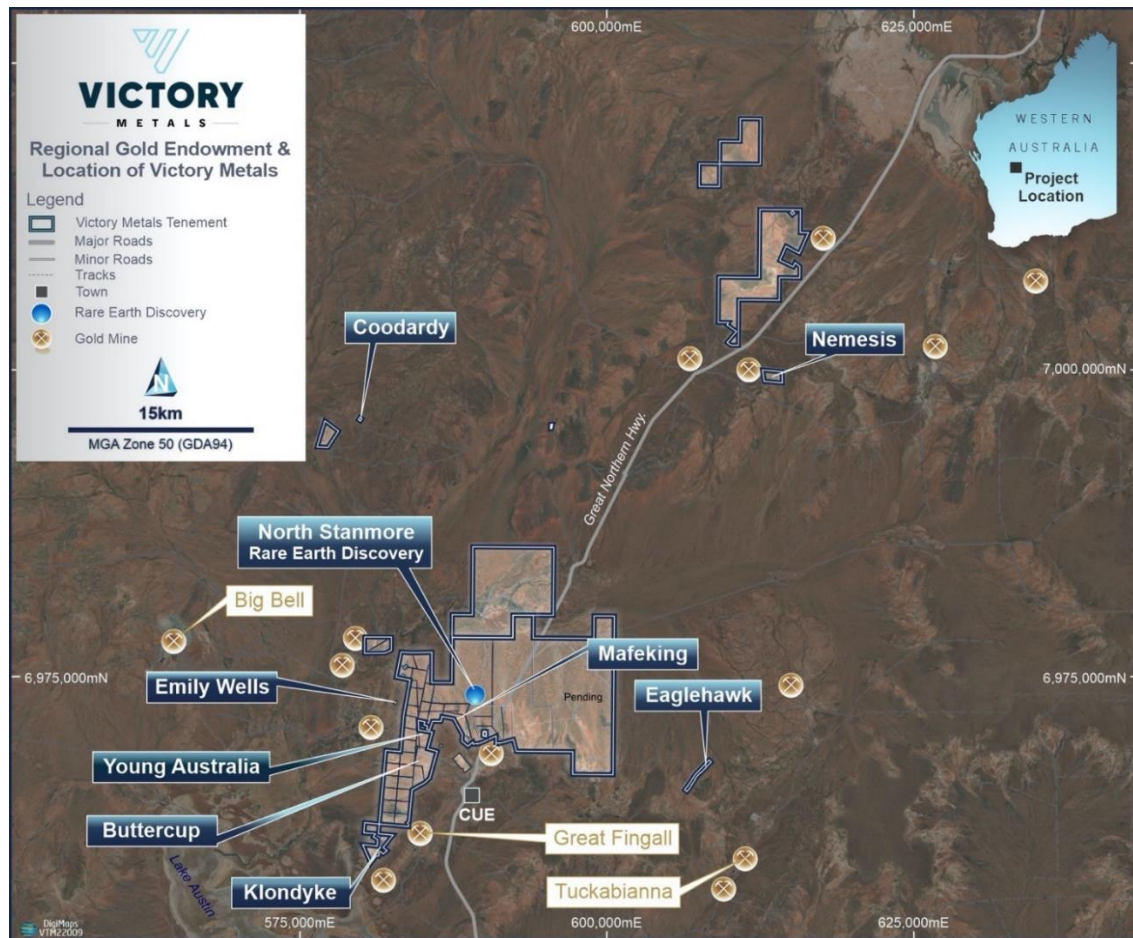 VICTORY
METALS
Regional Gold Endowment &
Location of Victory Metals
Legend
Victory Metals Tenement
Major Roads
Minor Roads
Tracks
Town
Rare Earth Discovery
Gold Mine
N
15km
MGA Zone 50 (GDA94)
600,000mE
625,000mE
WESTERN
AUSTRALIA
Project
Location
Coodardy
Nemesis
7,000,000mN
Great Northern Hwy.
North Stanmore
Rare Earth Discovery
Big Bell
Mafeking
6,975,000mN
6,975,000mN
Emily Wells
Pending
Eaglehawk
Young Australia
CUE
Buttercup
Great Fingall
Klondyke
Tuckabianna
Lake Austin
575,000mE
600,000mE
625,000mE
DigiMaps
VTM22009